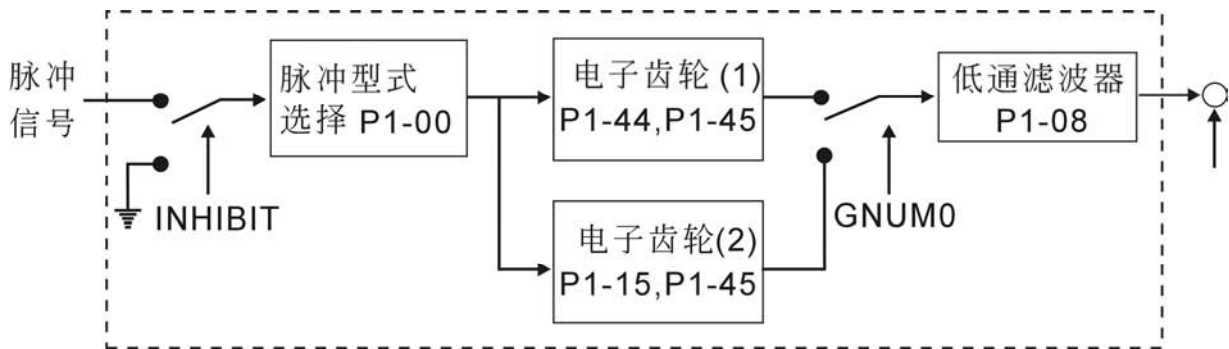 脉冲
信号
INHIBIT
脉冲型式
选择 P1-00
电子齿轮(1)
P1-44,P1-45
电子齿轮(2)
P1-15,P1-45
GNUM0
低通滤波器
P1-08